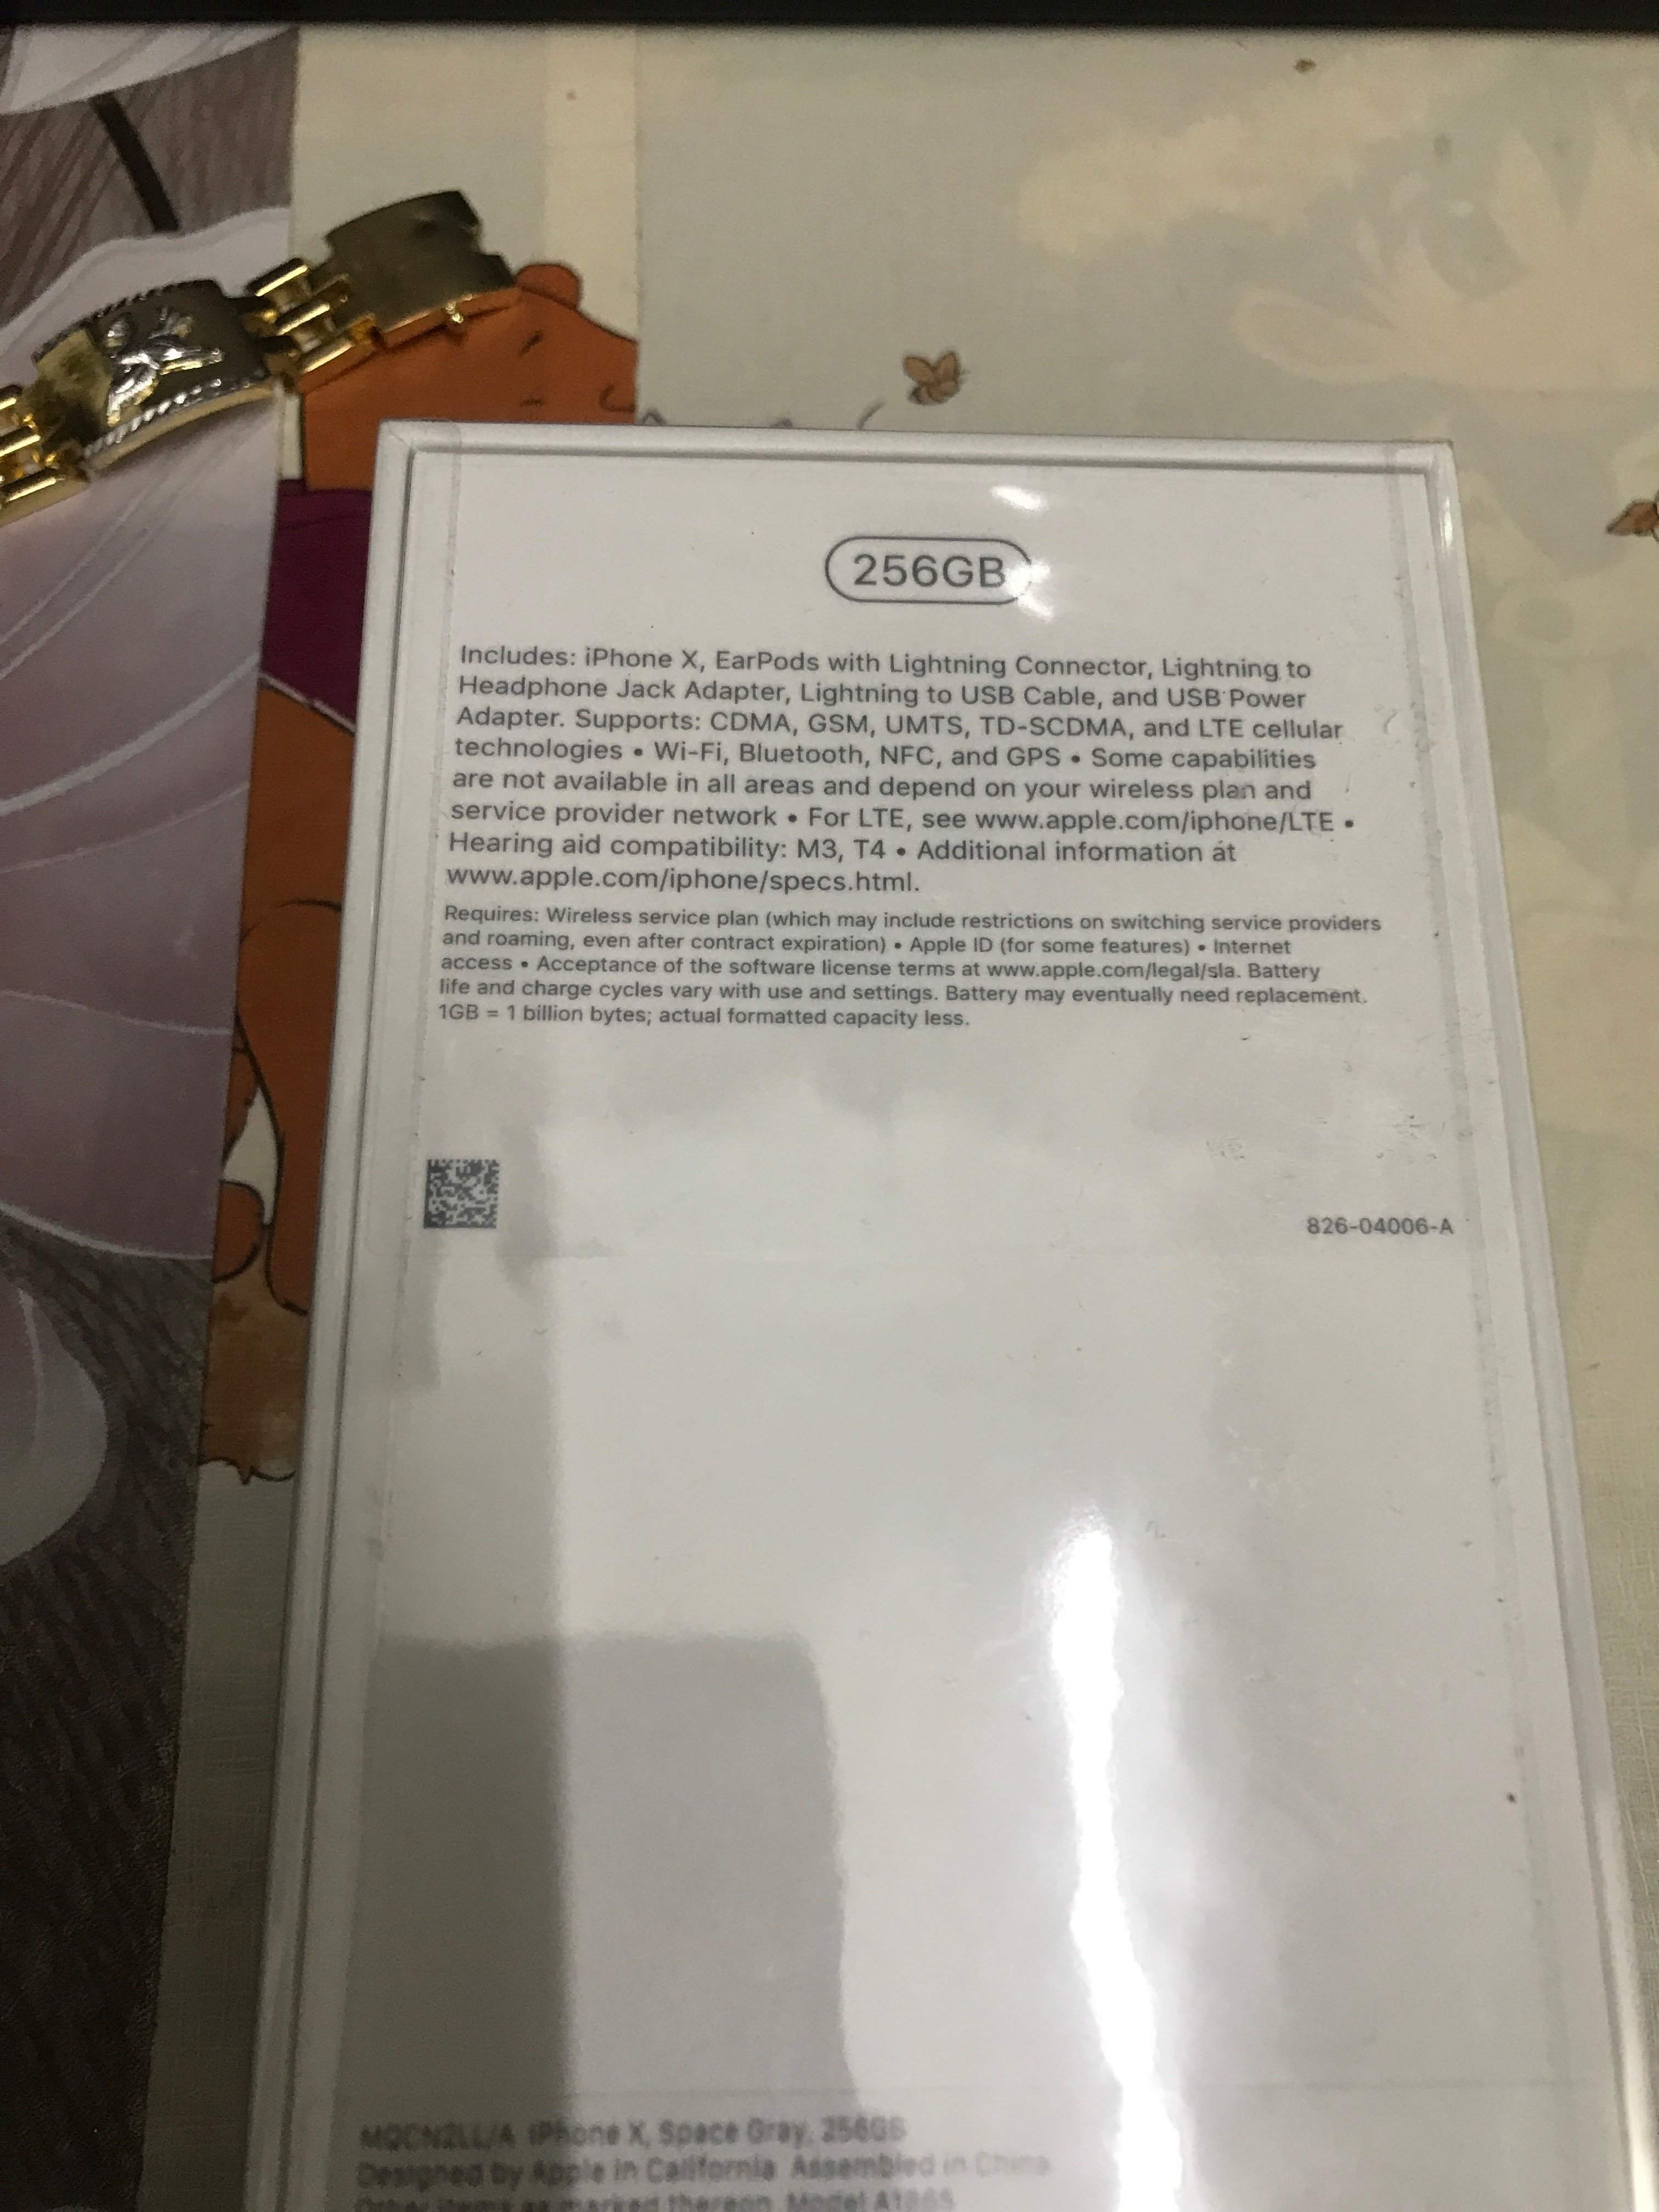 256GB
Includes: iPhone X, EarPods with Lightning Connector, Lightning to
Headphone Jack Adapter, Lightning to USB Cable, and USB Power
Adapter. Supports: CDMA, GSM, UMTS, TD-SCDMA, and LTE cellular
technologies • Wi-Fi, Bluetooth, NFC, and GPS • Some capabilities
are not available in all areas and depend on your wireless plan and
service provider network • For LTE, see www.apple.com/iphone/LTE •
Hearing aid compatibility: M3, T4 • Additional information at
www.apple.com/iphone/specs.html.
Requires: Wireless service plan (which may include restrictions on switching service providers
and roaming, even after contract expiration) • Apple ID (for some features) • Internet
access • Acceptance of the software license terms at www.apple.com/legal/sla. Battery
life and charge cycles vary with use and settings. Battery may eventually need replacement.
1GB = 1 billion bytes; actual formatted capacity less.
826-04006-A
iPhone X, Space Gray, 256GB
Designed by Apple in California Assembled in China
Other items as marked thereon Model